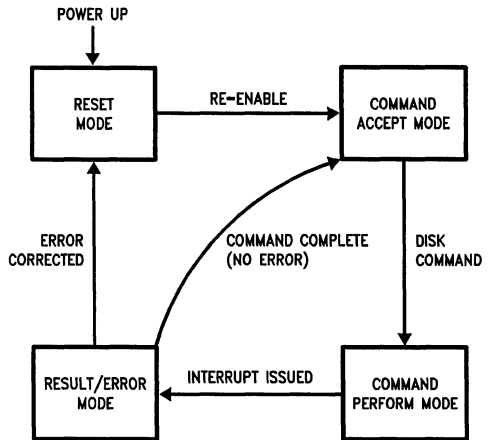 POWER UP
RESET
MODE
RE-ENABLE
COMMAND
ACCEPT MODE
ERROR
CORRECTED
COMMAND COMPLETE
(NO ERROR)
DISK
COMMAND
RESULT/ERROR
MODE
INTERRUPT ISSUED
COMMAND
PERFORM MODE